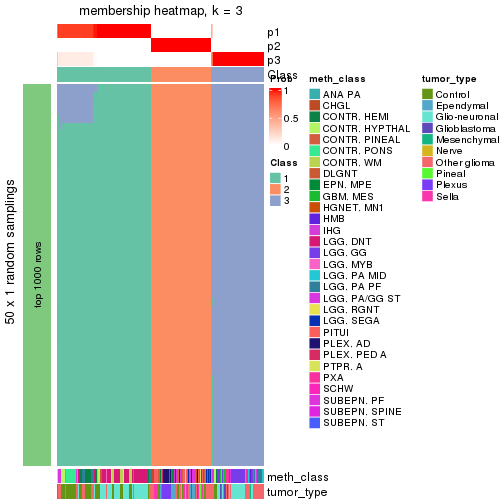 membership heatmap, k = 3
p1
p2
p3
Class
50 x 1 random samplings
top 1000 rows
meth_class
tumor_type
Prob
1
0.5
0
Class
1
2
3
meth_class
ANA PA
CHGL
CONTR. HEMI
CONTR. HYPTHAL
CONTR. PINEAL
CONTR. PONS
CONTR. WM
DLGNT
EPN. MPE
GBM. MES
HGNET. MN1
HMB
IHG
LGG. DNT
LGG. GG
LGG. MYB
LGG. PA MID
LGG. PA PF
LGG. PA/GG ST
LGG. RGNT
LGG. SEGA
PITUI
PLEX. AD
PLEX. PED A
PTPR. A
PXA
SCHW
SUBEPN. PF
SUBEPN. SPINE
SUBEPN. ST
tumor_type
Control
Ependymal
Glio-neuronal
Glioblastoma
Mesenchymal
Nerve
Other glioma
Pineal
Plexus
Sella